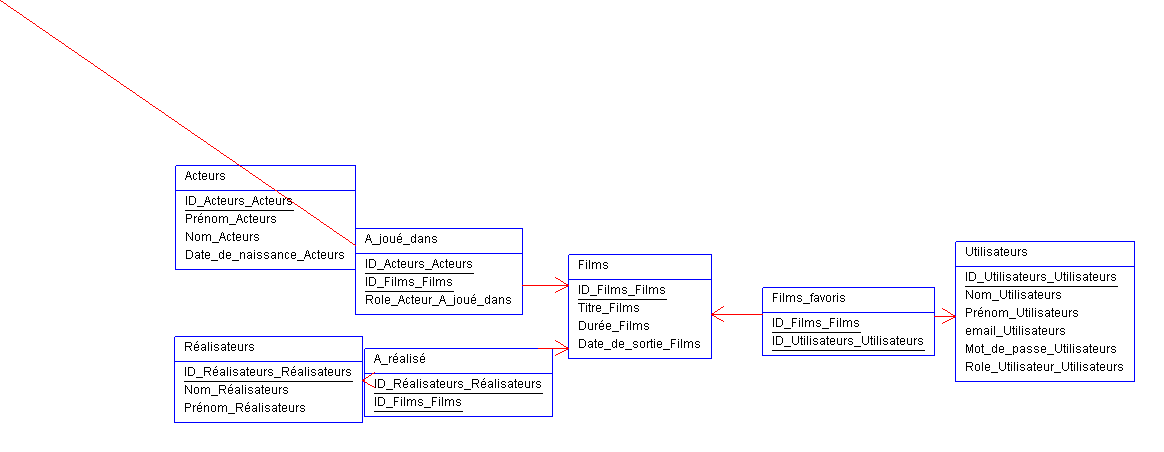 Acteurs
ID_Acteurs_Acteurs
Prénom_Acteurs
Nom_Acteurs
Date_de_naissance_Acteurs
A_joué_dans
ID_Acteurs_Acteurs
ID_Films_Films
Role_Acteur_A_joué_dans
Réalisateurs
ID_Réalisateurs_Réalisateurs
Nom_Réalisateurs
Prénom_Réalisateurs
A_réalisé
ID_Réalisateurs_Réalisateurs
ID_Films_Films
Films
ID_Films_Films
Titre_Films
Durée_Films
Date_de_sortie_Films
Films_favoris
ID_Films_Films
ID_Utilisateurs_Utilisateurs
Utilisateurs
ID_Utilisateurs_Utilisateurs
Nom_Utilisateurs
Prénom_Utilisateurs
email_Utilisateurs
Mot_de_passe_Utilisateurs
Role_Utilisateur_Utilisateurs